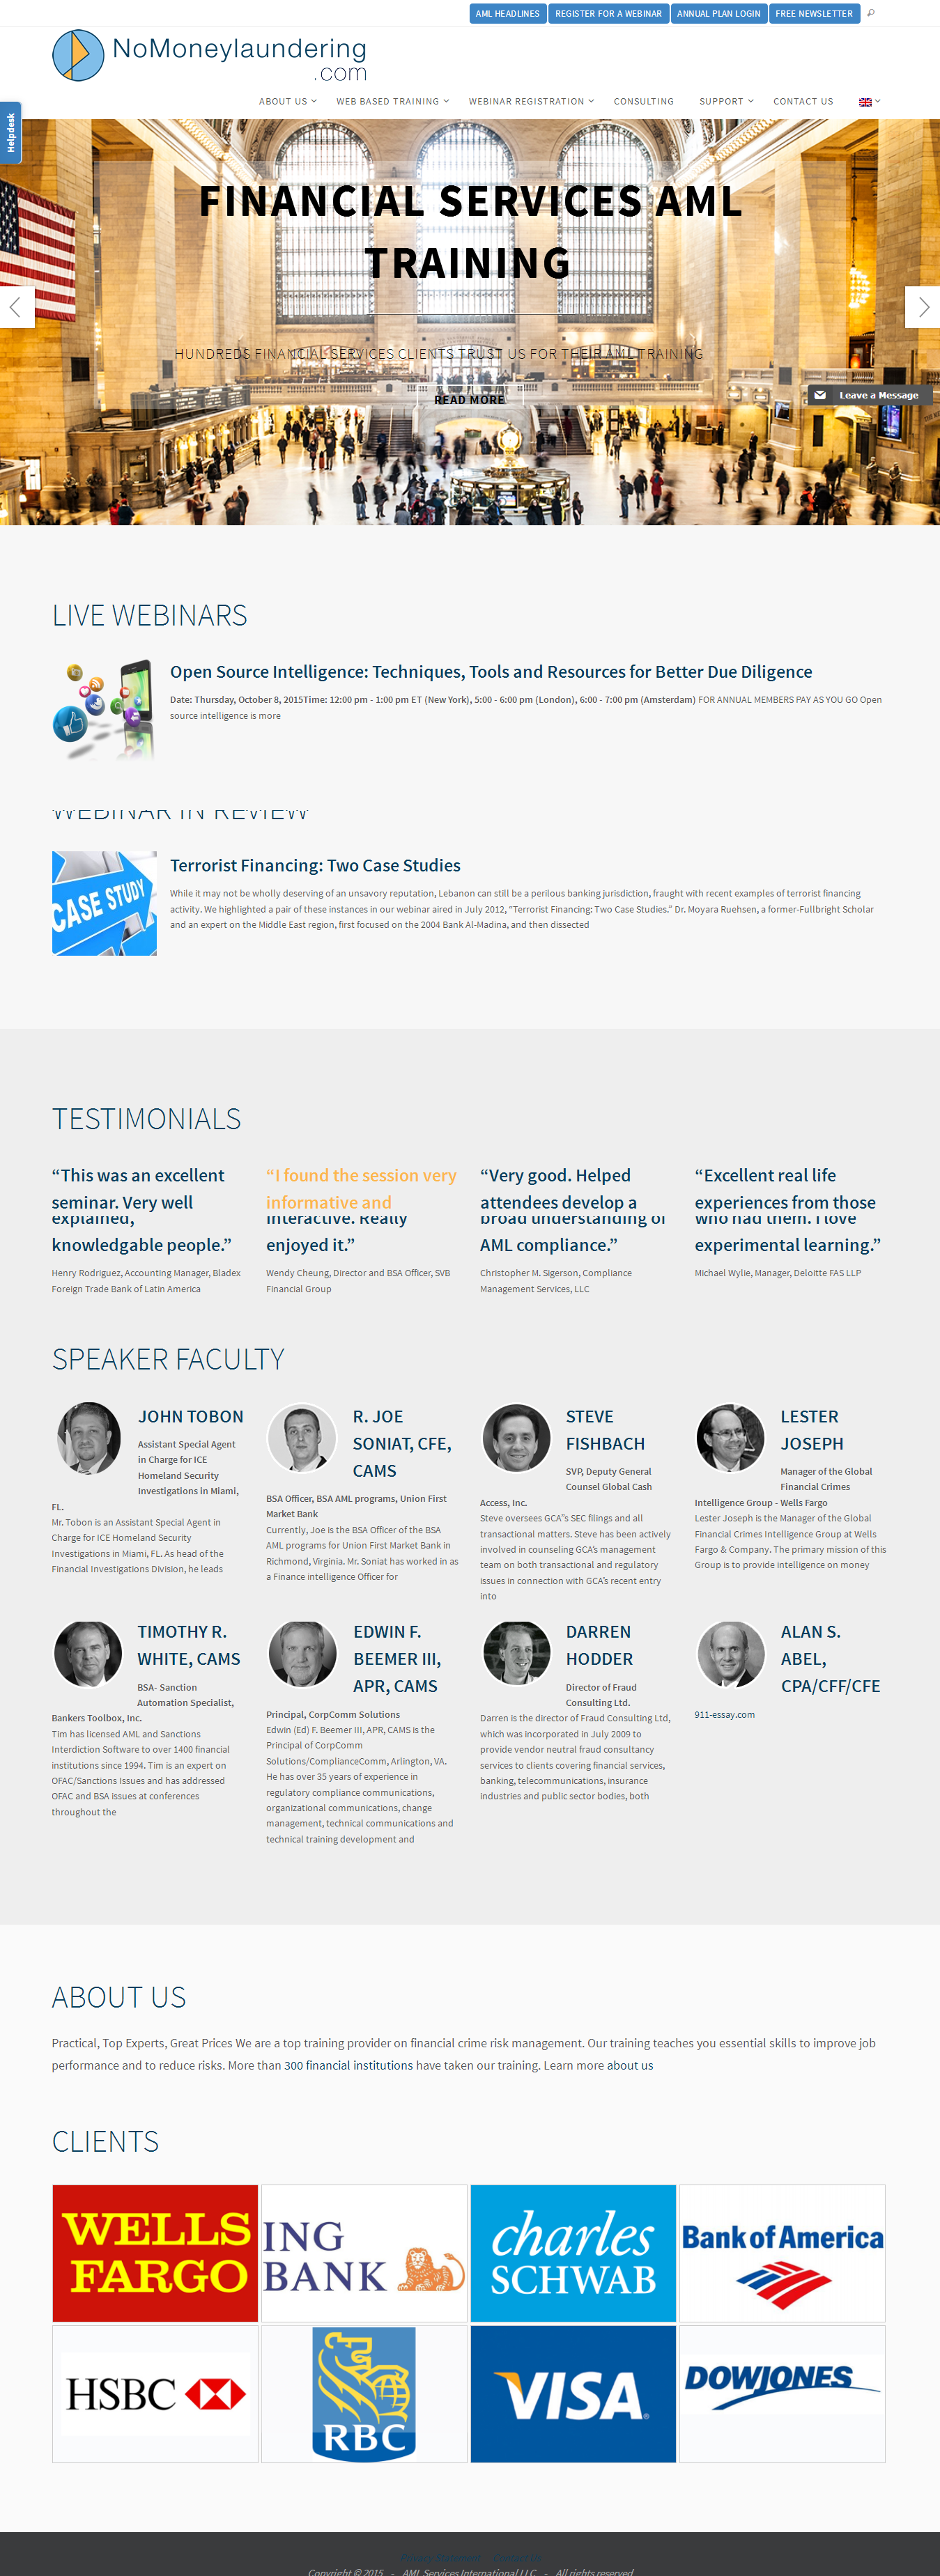 AML HEADLINES REGISTER FOR A WEBINAR ANNUAL PLAN LOGIN FREE NEWSLETTER
NoMoneylaundering
.com
ABOUT US WEB BASED TRAINING WEBINAR REGISTRATION CONSULTING SUPPORT CONTACT US
Helpdesk
FINANCIAL SERVICES AML
TRAINING
HUNDREDS FINANCIAL SERVICES CLIENTS TRUST US FOR THEIR AML TRAINING
READ MORE
Leave a Message
LIVE WEBINARS
Open Source Intelligence: Techniques, Tools and Resources for Better Due Diligence
Date: Thursday, October 8, 2015Time: 12:00 pm - 1:00 pm ET (New York), 5:00 - 6:00 pm (London), 6:00 - 7:00 pm (Amsterdam) FOR ANNUAL MEMBERS PAY AS YOU GO Open
source intelligence is more
WEBINAR IN REVIEW
CASE STUDY
Terrorist Financing: Two Case Studies
While it may not be wholly deserving of an unsavory reputation, Lebanon can still be a perilous banking jurisdiction, fraught with recent examples of terrorist financing
activity. We highlighted a pair of these instances in our webinar aired in July 2012, “Terrorist Financing: Two Case Studies.” Dr. Moyara Ruehsen, a former-Fullbright Scholar
and an expert on the Middle East region, first focused on the 2004 Bank Al-Madina, and then dissected
TESTIMONIALS
“This was an excellent
seminar. Very well
explained,
knowledgable people.”
Henry Rodriguez, Accounting Manager, Bladex
Foreign Trade Bank of Latin America
“I found the session very
informative and
interactive. Really
enjoyed it.”
Wendy Cheung, Director and BSA Officer, SVB
Financial Group
“Very good. Helped
attendees develop a
broad understanding of
AML compliance.”
Christopher M. Sigerson, Compliance
Management Services, LLC
“Excellent real life
experiences from those
who had them. I love
experimental learning.”
Michael Wylie, Manager, Deloitte FAS LLP
SPEAKER FACULTY
JOHN TOBON
Assistant Special Agent
in Charge for ICE
Homeland Security
Investigations in Miami,
FL.
Mr. Tobon is an Assistant Special Agent in
Charge for ICE Homeland Security
Investigations in Miami, FL. As head of the
Financial Investigations Division, he leads
R. JOE
SONIAT, CFE,
CAMS
BSA Officer, BSA AML programs, Union First
Market Bank
Currently, Joe is the BSA Officer of the BSA
AML programs for Union First Market Bank in
Richmond, Virginia. Mr. Soniat has worked in as
a Finance intelligence Officer for
STEVE
FISHBACH
SVP, Deputy General
Counsel Global Cash
Access, Inc.
Steve oversees GCA"s SEC filings and all
transactional matters. Steve has been actively
involved in counseling GCA’s management
team on both transactional and regulatory
issues in connection with GCA’s recent entry
into
LESTER
JOSEPH
Manager of the Global
Financial Crimes
Intelligence Group - Wells Fargo
Lester Joseph is the Manager of the Global
Financial Crimes Intelligence Group at Wells
Fargo & Company. The primary mission of this
Group is to provide intelligence on money
TIMOTHY R.
WHITE, CAMS
BSA- Sanction
Automation Specialist,
Bankers Toolbox, Inc.
Tim has licensed AML and Sanctions
Interdiction Software to over 1400 financial
institutions since 1994. Tim is an expert on
OFAC/Sanctions Issues and has addressed
OFAC and BSA issues at conferences
throughout the
EDWIN F.
BEEMER III,
APR, CAMS
Principal, CorpComm Solutions
Edwin (Ed) F. Beemer III, APR, CAMS is the
Principal of CorpComm
Solutions/ComplianceComm, Arlington, VA.
He has over 35 years of experience in
regulatory compliance communications,
organizational communications, change
management, technical communications and
technical training development and
DARREN
HODDER
Director of Fraud
Consulting Ltd.
Darren is the director of Fraud Consulting Ltd,
which was incorporated in July 2009 to
provide vendor neutral fraud consultancy
services to clients covering financial services,
banking, telecommunications, insurance
industries and public sector bodies, both
ALAN S.
ABEL,
CPA/CFF/CFE
911-essay.com
ABOUT US
Practical, Top Experts, Great Prices We are a top training provider on financial crime risk management. Our training teaches you essential skills to improve job
performance and to reduce risks. More than 300 financial institutions have taken our training. Learn more about us
CLIENTS
WELLS
FARGO
ING
BANK
charles
SCHWAB
Bank of America
HSBC
RBC
VISA
DOWJONES
Privacy Statement Contact Us
Copyright © 2015 - AML Services International LLC - All rights reserved